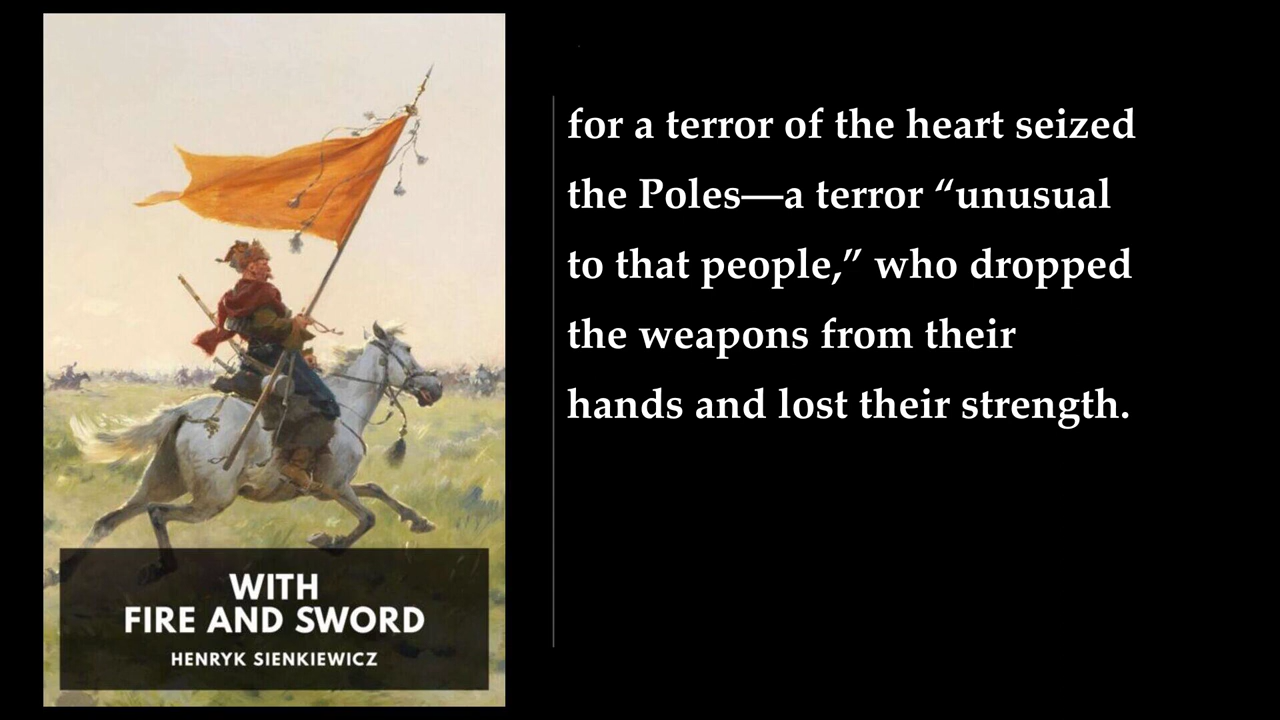 for a terror of the heart seized
the Poles—a terror “unusual
to that people,” who dropped
the weapons from their
hands and lost their strength.
WITH
FIRE AND SWORD
HENRYK SIENKIEWICZ